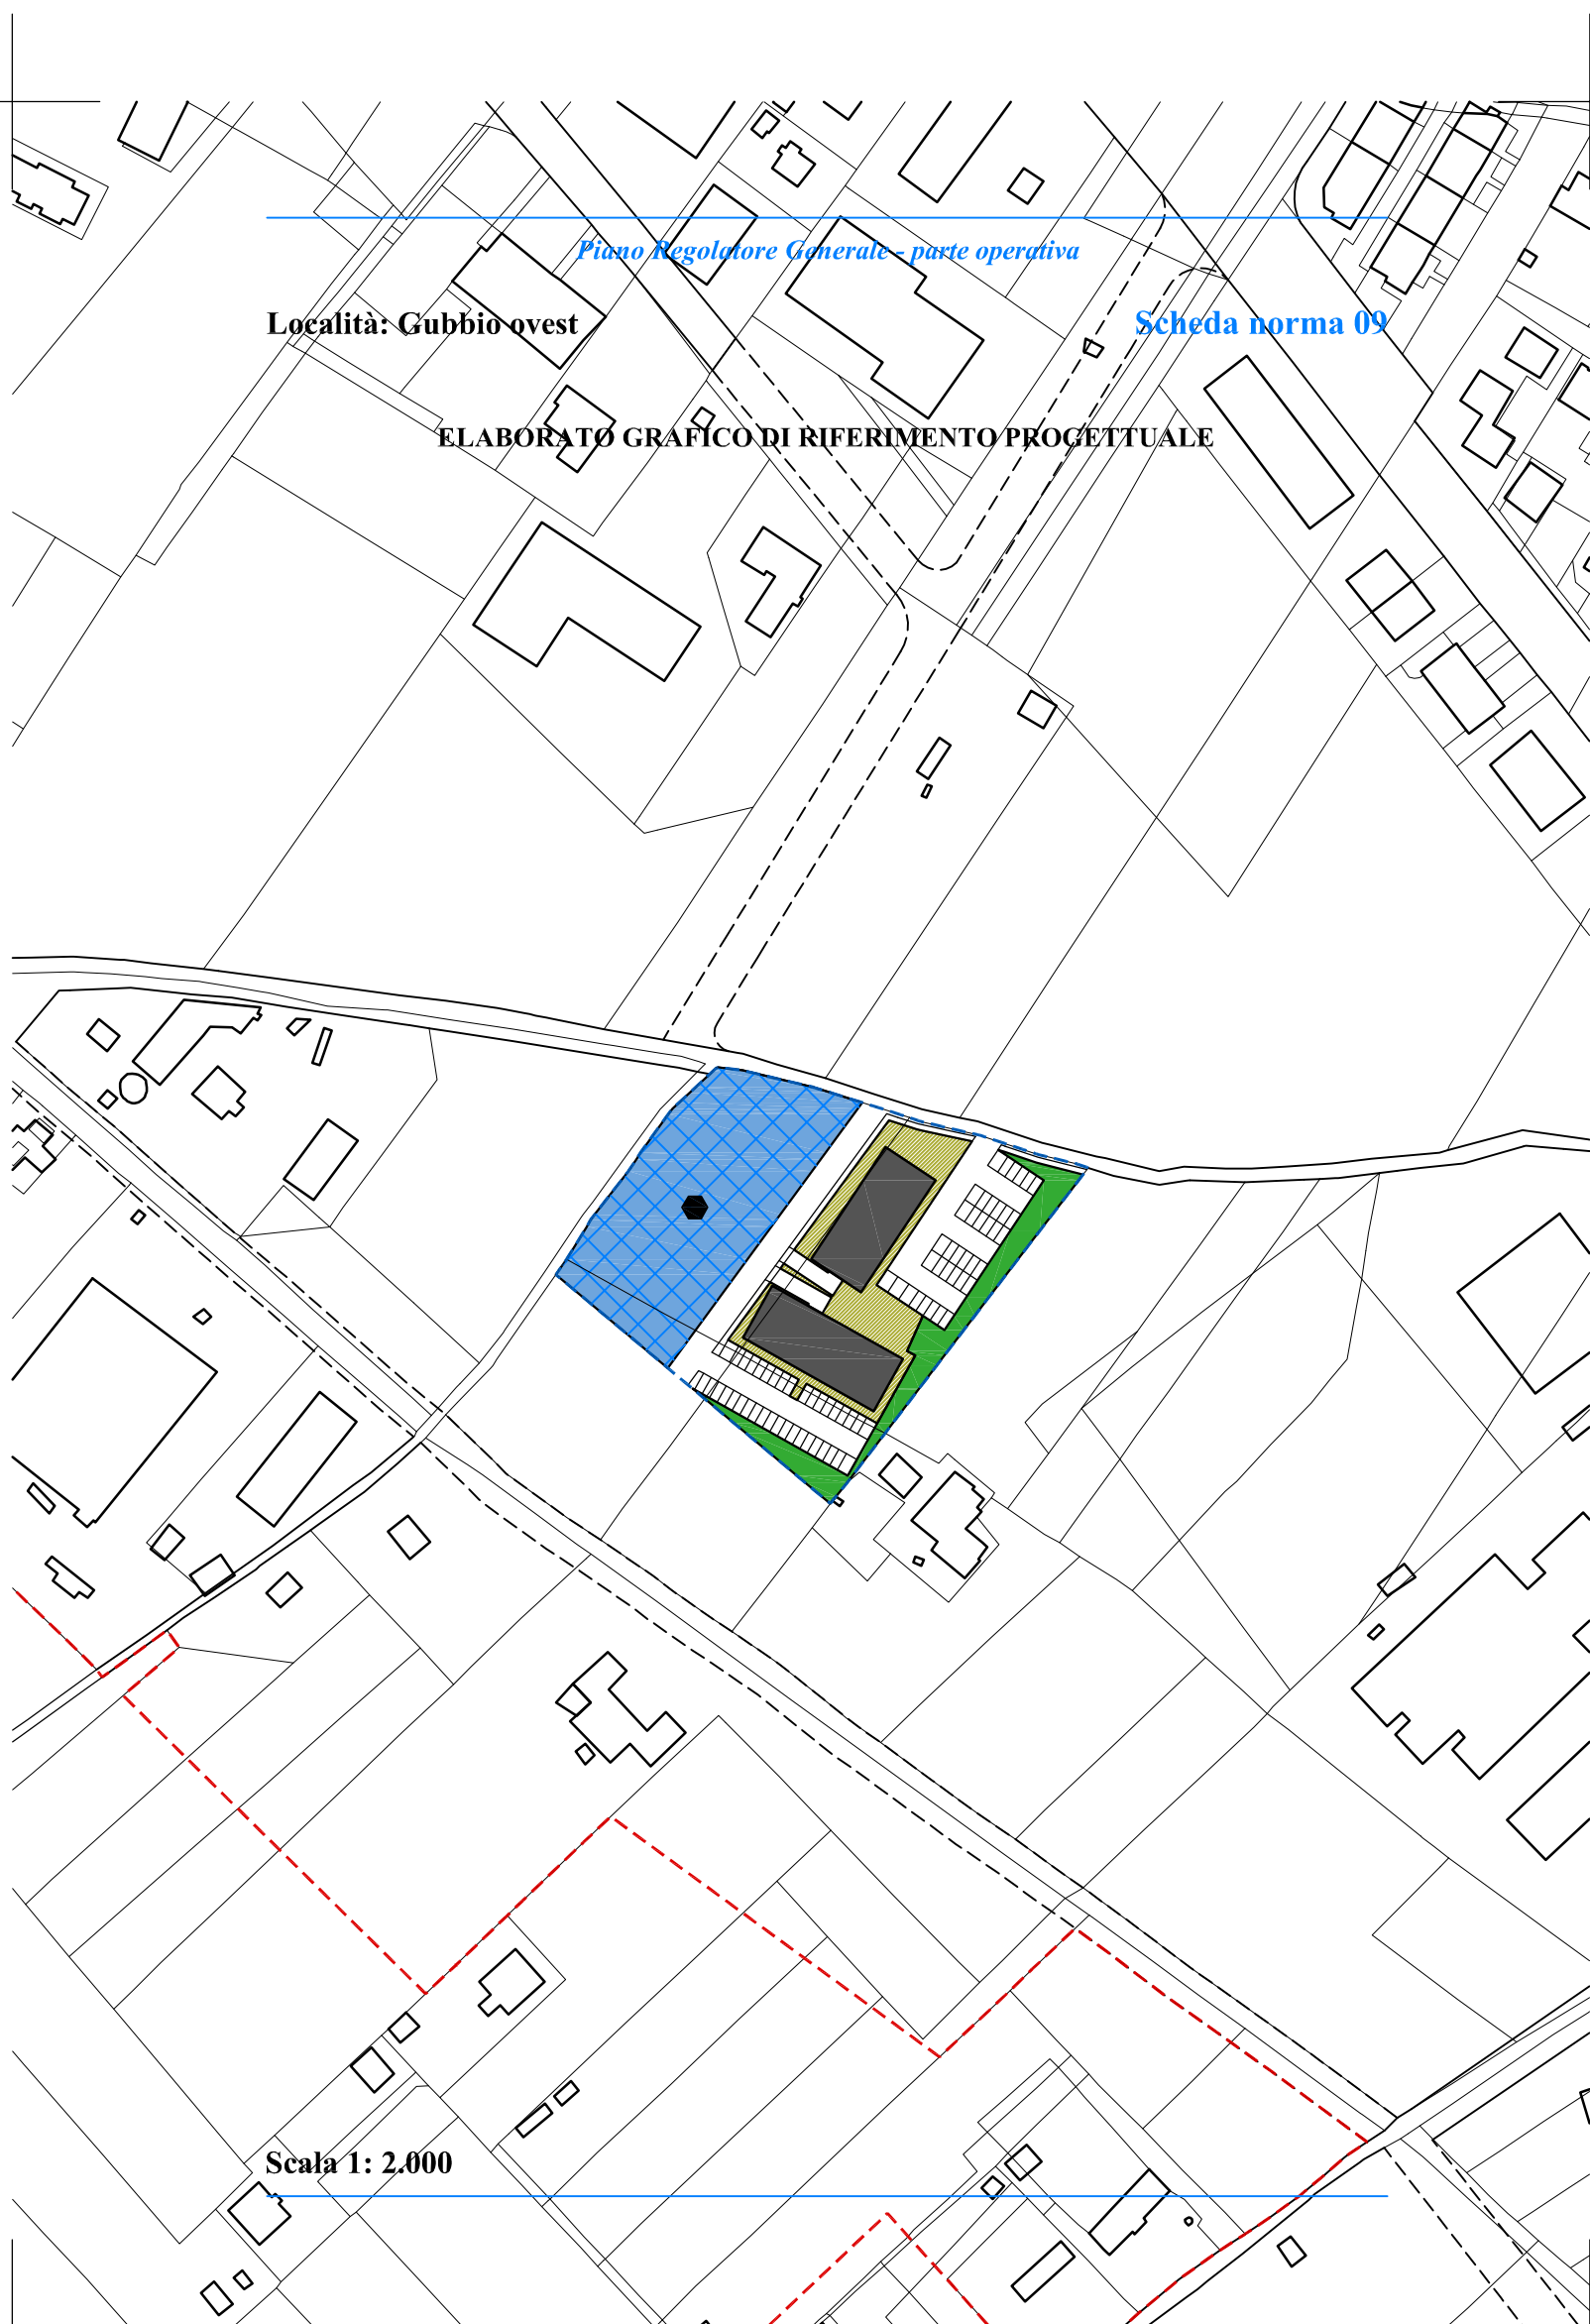 Piano Regolatore Generale - parte operativa
Località: Gubbio ovest
Scheda norma 09
ELABORATO GRAFICO DI RIFERIMENTO PROGETTUALE
Scala 1: 2.000